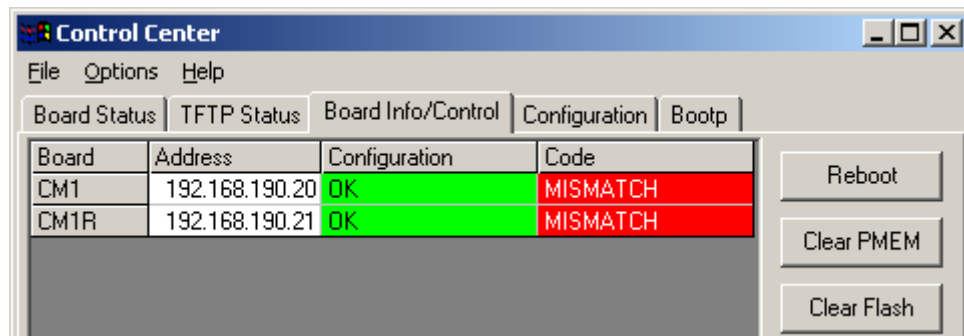 Control Center
File Options Help
Board Status TFTP Status Board Info/Control Configuration Bootp
Board Address Configuration Code
CM1 192.168.190.20 OK MISMATCH
CM1R 192.168.190.21 OK MISMATCH
Reboot
Clear PMEM
Clear Flash